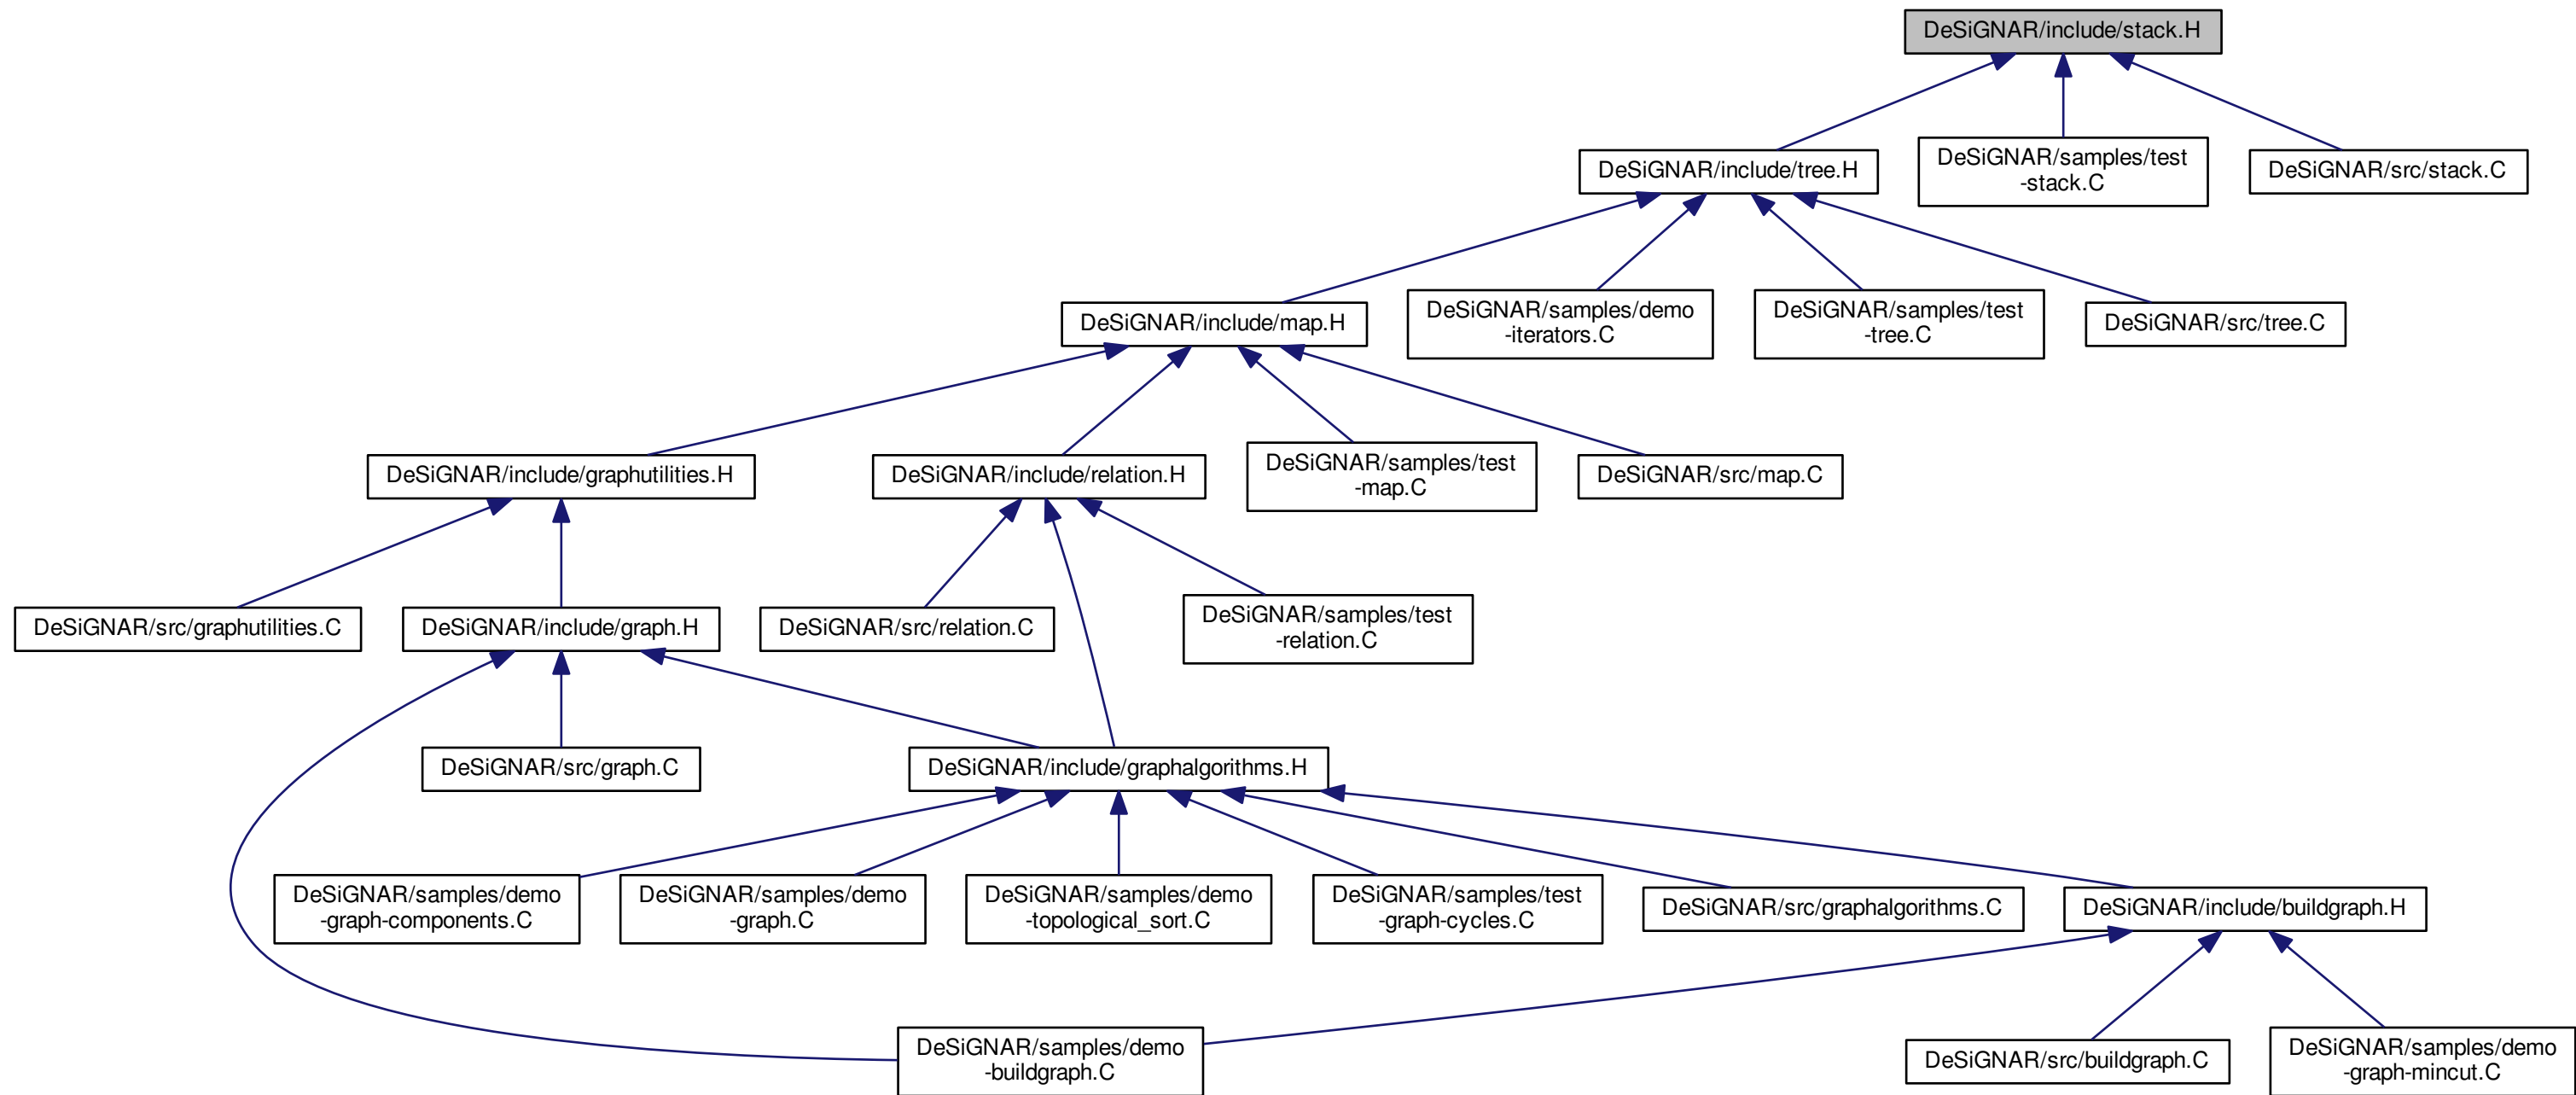 DeSiGNAR/include/stack.H
DeSiGNAR/include/tree.H
DeSiGNAR/samples/test
-stack.C
DeSiGNAR/src/stack.C
DeSiGNAR/include/map.H
DeSiGNAR/samples/demo
-iterators.C
DeSiGNAR/samples/test
-tree.C
DeSiGNAR/src/tree.C
DeSiGNAR/include/graphutilities.H
DeSiGNAR/include/relation.H
DeSiGNAR/samples/test
-map.C
DeSiGNAR/src/map.C
DeSiGNAR/src/graphutilities.C
DeSiGNAR/include/graph.H
DeSiGNAR/src/relation.C
DeSiGNAR/samples/test
-relation.C
DeSiGNAR/src/graph.C
DeSiGNAR/include/graphalgorithms.H
DeSiGNAR/samples/demo
-graph-components.C
DeSiGNAR/samples/demo
-graph.C
DeSiGNAR/samples/demo
-topological_sort.C
DeSiGNAR/samples/test
-graph-cycles.C
DeSiGNAR/src/graphalgorithms.C
DeSiGNAR/include/buildgraph.H
DeSiGNAR/samples/demo
-buildgraph.C
DeSiGNAR/src/buildgraph.C
DeSiGNAR/samples/demo
-graph-mincut.C